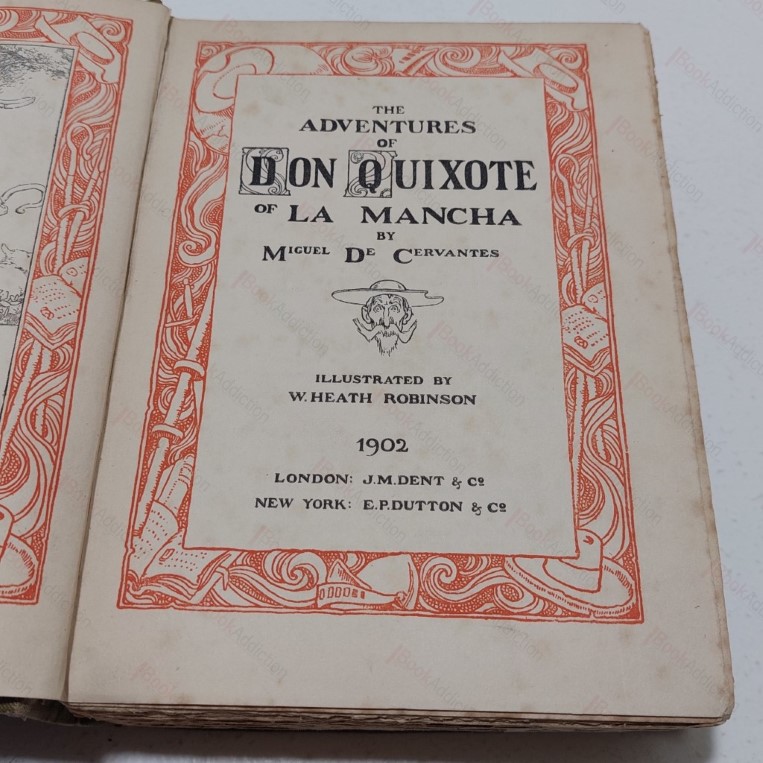 THE
ADVENTURES
OF
DON QUIXOTE
OF LA MANCHA
BY
MIGUEL DE CERVANTES
ILLUSTRATED BY
W. HEATH ROBINSON
1902
LONDON: J.M. DENT & Co
NEW YORK: E.P. DUTTON & Co
BookAddiction